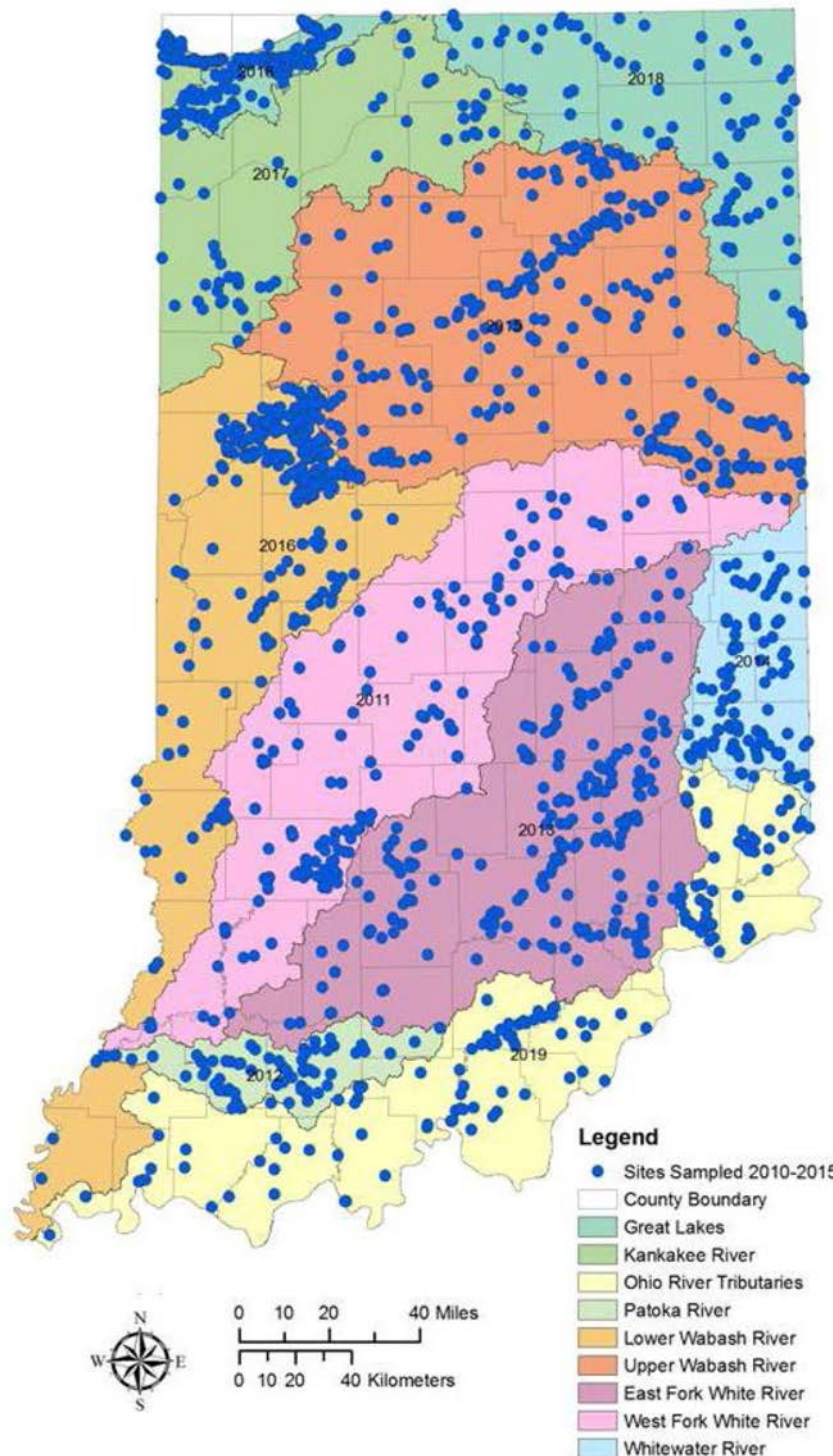 2018
2018
2017
2015
2016
2014
2011
2013
2019
2012
Legend
Sites Sampled 2010-2015
County Boundary
Great Lakes
Kankakee River
Ohio River Tributaries
Patoka River
Lower Wabash River
Upper Wabash River
East Fork White River
West Fork White River
Whitewater River
N
W E
S
0 10 20 40 Miles
0 10 20 40 Kilometers